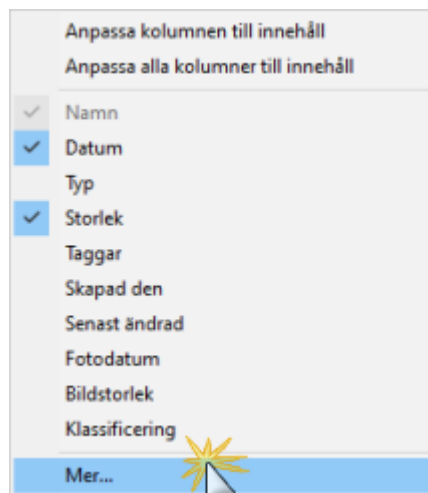 Anpassa kolumnen till innehåll
Anpassa alla kolumner till innehåll
Namn
Datum
Typ
Storlek
Taggar
Skapad den
Senast ändrad
Fotodatum
Bildstorlek
Klassificering
Mer...